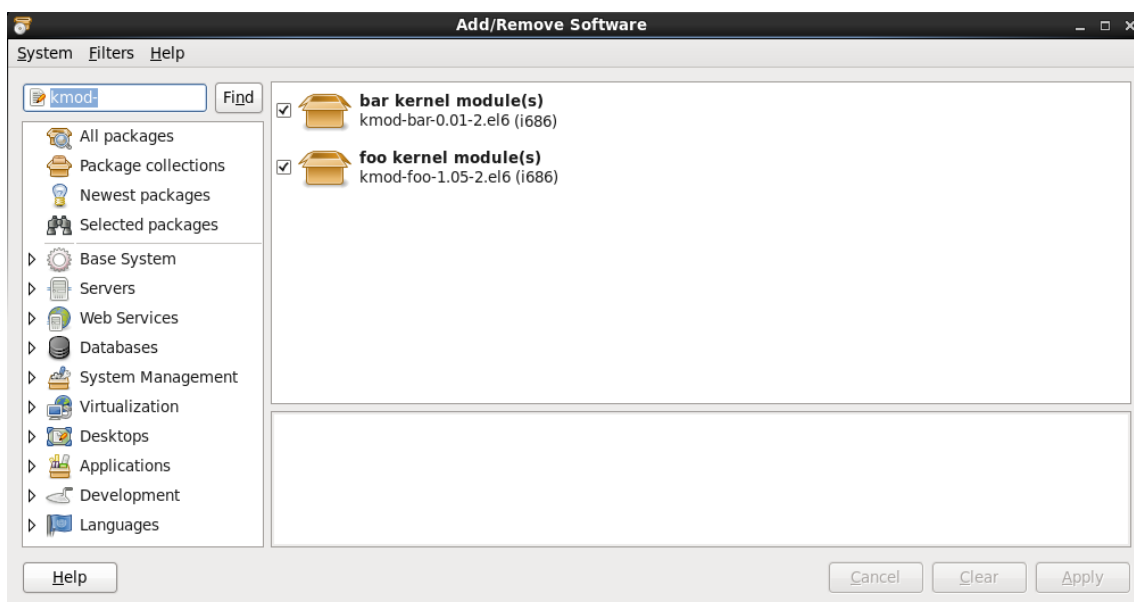 Add/Remove Software
System Filters Help
kmod-
Find
All packages
Package collections
Newest packages
Selected packages
Base System
Servers
Web Services
Databases
System Management
Virtualization
Desktops
Applications
Development
Languages
bar kernel module(s)
kmod-bar-0.01-2.el6 (i686)
foo kernel module(s)
kmod-foo-1.05-2.el6 (i686)
Help
Cancel
Clear
Apply